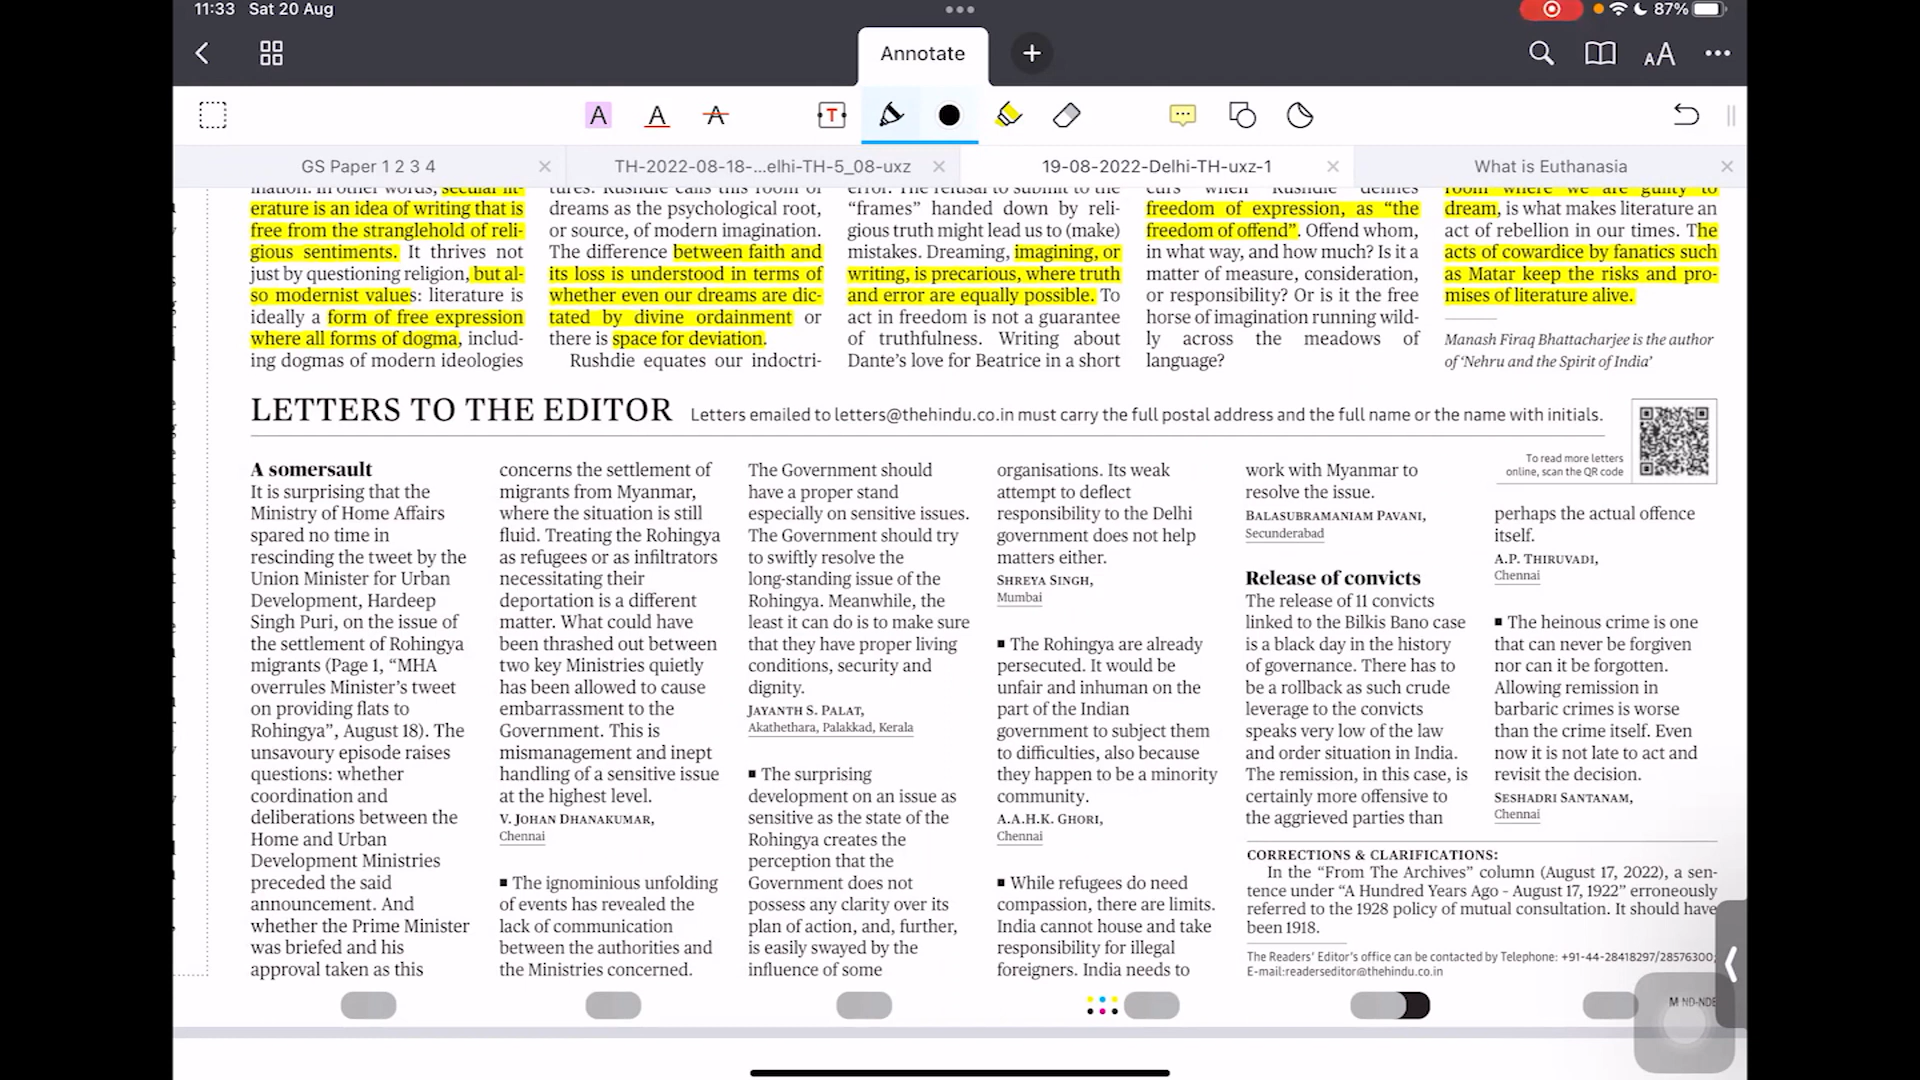 11:33 Sat 20 Aug
87%
Annotate
A A A T
GS Paper 1 2 3 4
TH-2022-08-18-...elhi-TH-5_08-uxz
19-08-2022-Delhi-TH-uxz-1
What is Euthanasia
mation. In other words, secular lit-
erature is an idea of writing that is
free from the stranglehold of reli-
gious sentiments. It thrives not
just by questioning religion, but al-
so modernist values: literature is
ideally a form of free expression
where all forms of dogma, includ-
ing dogmas of modern ideologies
tures. Rushdie calls this room of
dreams as the psychological root,
or source, of modern imagination.
The difference between faith and
its loss is understood in terms of
whether even our dreams are dic-
tated by divine ordainment or
there is space for deviation.
Rushdie equates our indoctri-
error. The refusal to submit to the
“frames” handed down by reli-
gious truth might lead us to (make)
mistakes. Dreaming, imagining, or
writing, is precarious, where truth
and error are equally possible. To
act in freedom is not a guarantee
of truthfulness. Writing about
Dante’s love for Beatrice in a short
curs when Rushdie defines
freedom of expression, as “the
freedom of offend”. Offend whom,
in what way, and how much? Is it a
matter of measure, consideration,
or responsibility? Or is it the free
horse of imagination running wild-
ly across the meadows of
language?
room where we are guilty to
dream, is what makes literature an
act of rebellion in our times. The
acts of cowardice by fanatics such
as Matar keep the risks and pro-
mises of literature alive.
Manash Firaq Bhattacharjee is the author
of ‘Nehru and the Spirit of India’
LETTERS TO THE EDITOR Letters emailed to letters@thehindu.co.in must carry the full postal address and the full name or the name with initials.
To read more letters
online, scan the QR code
A somersault
It is surprising that the
Ministry of Home Affairs
spared no time in
rescinding the tweet by the
Union Minister for Urban
Development, Hardeep
Singh Puri, on the issue of
the settlement of Rohingya
migrants (Page 1, “MHA
overrules Minister’s tweet
on providing flats to
Rohingya”, August 18). The
unsavoury episode raises
questions: whether
coordination and
deliberations between the
Home and Urban
Development Ministries
preceded the said
announcement. And
whether the Prime Minister
was briefed and his
approval taken as this
concerns the settlement of
migrants from Myanmar,
where the situation is still
fluid. Treating the Rohingya
as refugees or as infiltrators
necessitating their
deportation is a different
matter. What could have
been thrashed out between
two key Ministries quietly
has been allowed to cause
embarrassment to the
Government. This is
mismanagement and inept
handling of a sensitive issue
at the highest level.
V. JOHAN DHANAKUMAR,
Chennai
■ The ignominious unfolding
of events has revealed the
lack of communication
between the authorities and
the Ministries concerned.
The Government should
have a proper stand
especially on sensitive issues.
The Government should try
to swiftly resolve the
long-standing issue of the
Rohingya. Meanwhile, the
least it can do is to make sure
that they have proper living
conditions, security and
dignity.
JAYANTH S. PALAT,
Akathethara, Palakkad, Kerala
■ The surprising
development on an issue as
sensitive as the state of the
Rohingya creates the
perception that the
Government does not
possess any clarity over its
plan of action, and, further,
is easily swayed by the
influence of some
organisations. Its weak
attempt to deflect
responsibility to the Delhi
government does not help
matters either.
SHREYA SINGH,
Mumbai
■ The Rohingya are already
persecuted. It would be
unfair and inhuman on the
part of the Indian
government to subject them
to difficulties, also because
they happen to be a minority
community.
A.A.H.K. GHORI,
Chennai
■ While refugees do need
compassion, there are limits.
India cannot house and take
responsibility for illegal
foreigners. India needs to
work with Myanmar to
resolve the issue.
BALASUBRAMANIAM PAVANI,
Secunderabad
Release of convicts
The release of 11 convicts
linked to the Bilkis Bano case
is a black day in the history
of governance. There has to
be a rollback as such crude
leverage to the convicts
speaks very low of the law
and order situation in India.
The remission, in this case, is
certainly more offensive to
the aggrieved parties than
perhaps the actual offence
itself.
A.P. THIRUVADI,
Chennai
■ The heinous crime is one
that can never be forgiven
nor can it be forgotten.
Allowing remission in
barbaric crimes is worse
than the crime itself. Even
now it is not late to act and
revisit the decision.
SESHADRI SANTANAM,
Chennai
CORRECTIONS & CLARIFICATIONS:
In the “From The Archives” column (August 17, 2022), a sen-
tence under “A Hundred Years Ago - August 17, 1922” erroneously
referred to the 1928 policy of mutual consultation. It should have
been 1918.
The Readers’ Editor’s office can be contacted by Telephone: +91-44-28418297/28576300;
E-mail:readerseditor@thehindu.co.in
M ND-NDE